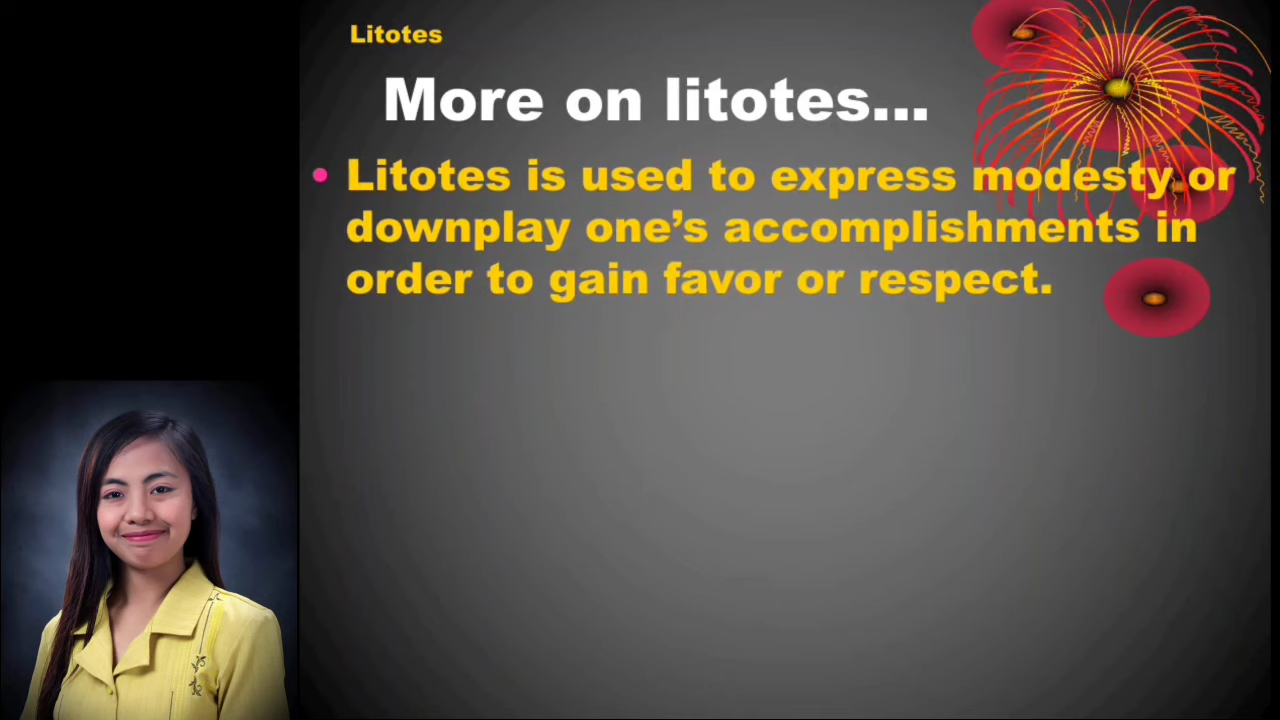 Litotes
More on litotes...
• Litotes is used to express modesty or
downplay one’s accomplishments in
order to gain favor or respect.